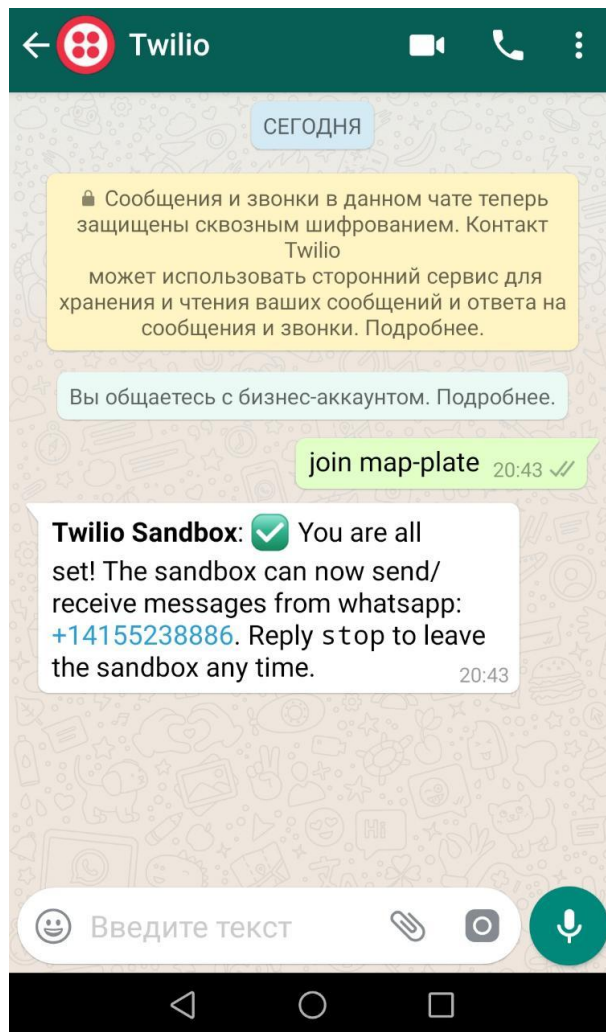 Twilio
СЕГОДНЯ
Сообщения и звонки в данном чате теперь
защищены сквозным шифрованием. Контакт
Twilio
может использовать сторонний сервис для
хранения и чтения ваших сообщений и ответа на
сообщения и звонки. Подробнее.
Вы общаетесь с бизнес-аккаунтом. Подробнее.
join map-plate 20:43
Twilio Sandbox: ✅ You are all
set! The sandbox can now send/
receive messages from whatsapp:
+14155238886. Reply stop to leave
the sandbox any time. 20:43
Введите текст